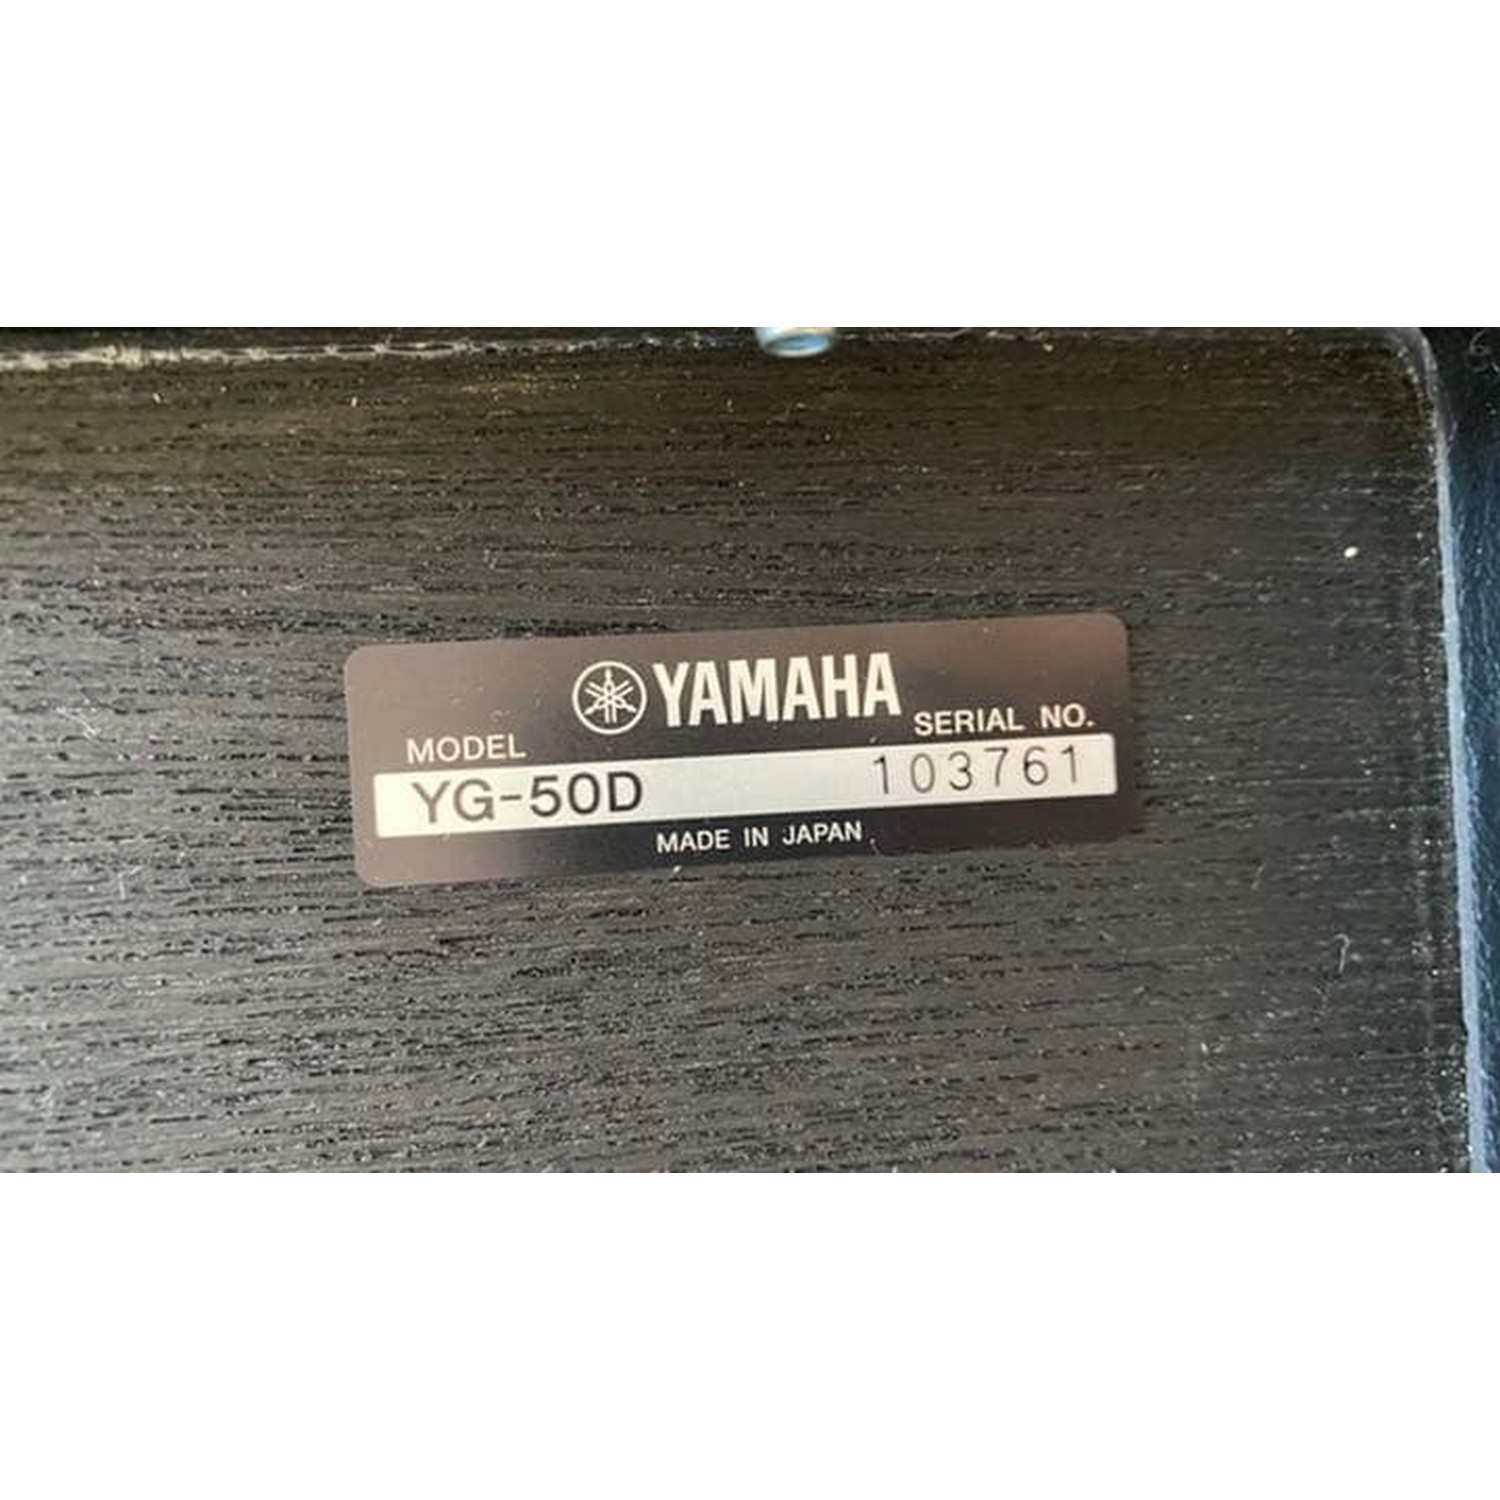 YAMAHA
MODEL SERIAL NO.
YG-50D 103761
MADE IN JAPAN